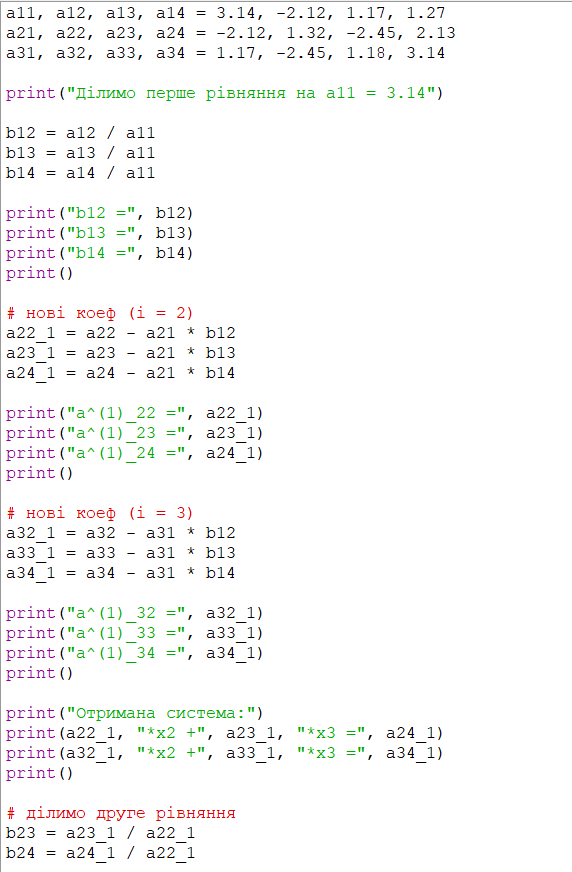 a11, a12, a13, a14 = 3.14, -2.12, 1.17, 1.27
a21, a22, a23, a24 = -2.12, 1.32, -2.45, 2.13
a31, a32, a33, a34 = 1.17, -2.45, 1.18, 3.14

print("Ділимо перше рівняння на a11 = 3.14")

b12 = a12 / a11
b13 = a13 / a11
b14 = a14 / a11

print("b12 =", b12)
print("b13 =", b13)
print("b14 =", b14)
print()

# нові коеф (i = 2)
a22_1 = a22 - a21 * b12
a23_1 = a23 - a21 * b13
a24_1 = a24 - a21 * b14

print("a^(1)_22 =", a22_1)
print("a^(1)_23 =", a23_1)
print("a^(1)_24 =", a24_1)
print()

# нові коеф (i = 3)
a32_1 = a32 - a31 * b12
a33_1 = a33 - a31 * b13
a34_1 = a34 - a31 * b14

print("a^(1)_32 =", a32_1)
print("a^(1)_33 =", a33_1)
print("a^(1)_34 =", a34_1)
print()

print("Отримана система:")
print(a22_1, "*x2 +", a23_1, "*x3 =", a24_1)
print(a32_1, "*x2 +", a33_1, "*x3 =", a34_1)
print()

# ділимо друге рівняння
b23 = a23_1 / a22_1
b24 = a24_1 / a22_1